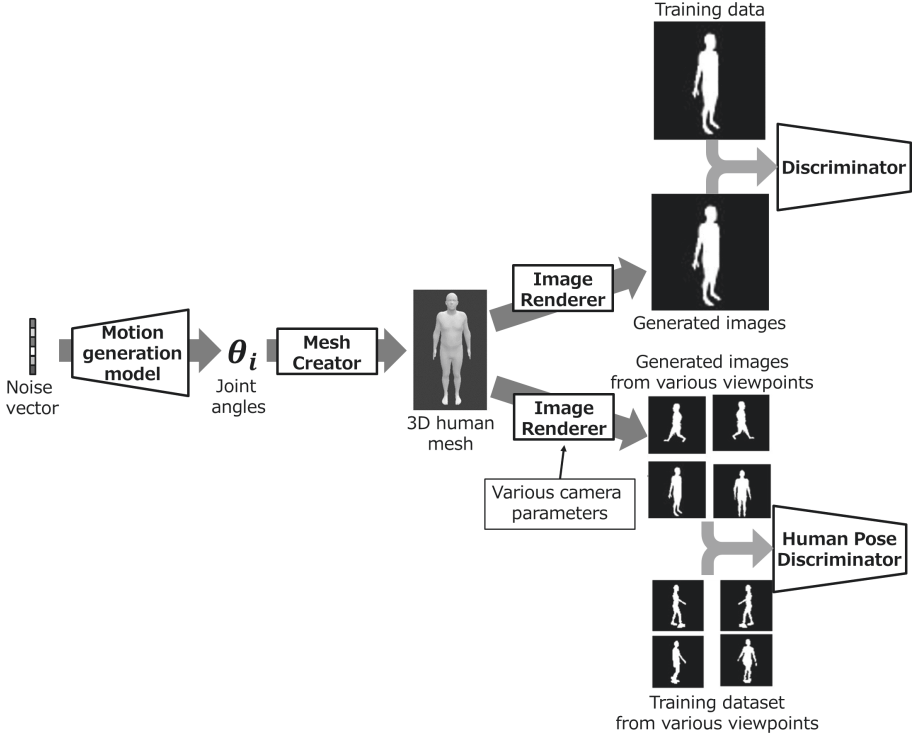 Training data
Discriminator
Generated images
Image
Renderer
Motion
generation
model
Noise
vector
θi
Joint
angles
Mesh
Creator
3D human
mesh
Generated images
from various viewpoints
Image
Renderer
Various camera
parameters
Human Pose
Discriminator
Training dataset
from various viewpoints